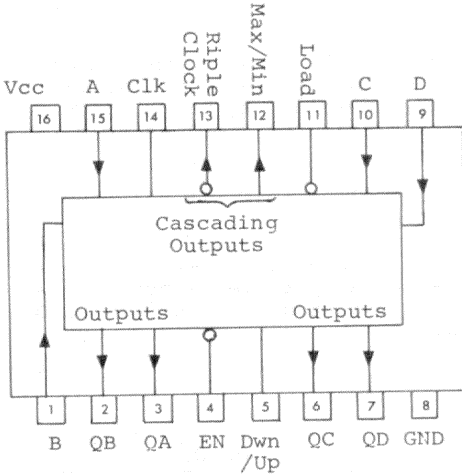 Vcc A Clk Riple Clock Max/Min Load C D
16 15 14 13 12 11 10 9
Cascading
Outputs
Outputs Outputs
1 2 3 4 5 6 7 8
B QB QA EN Dwn QC QD GND
/Up